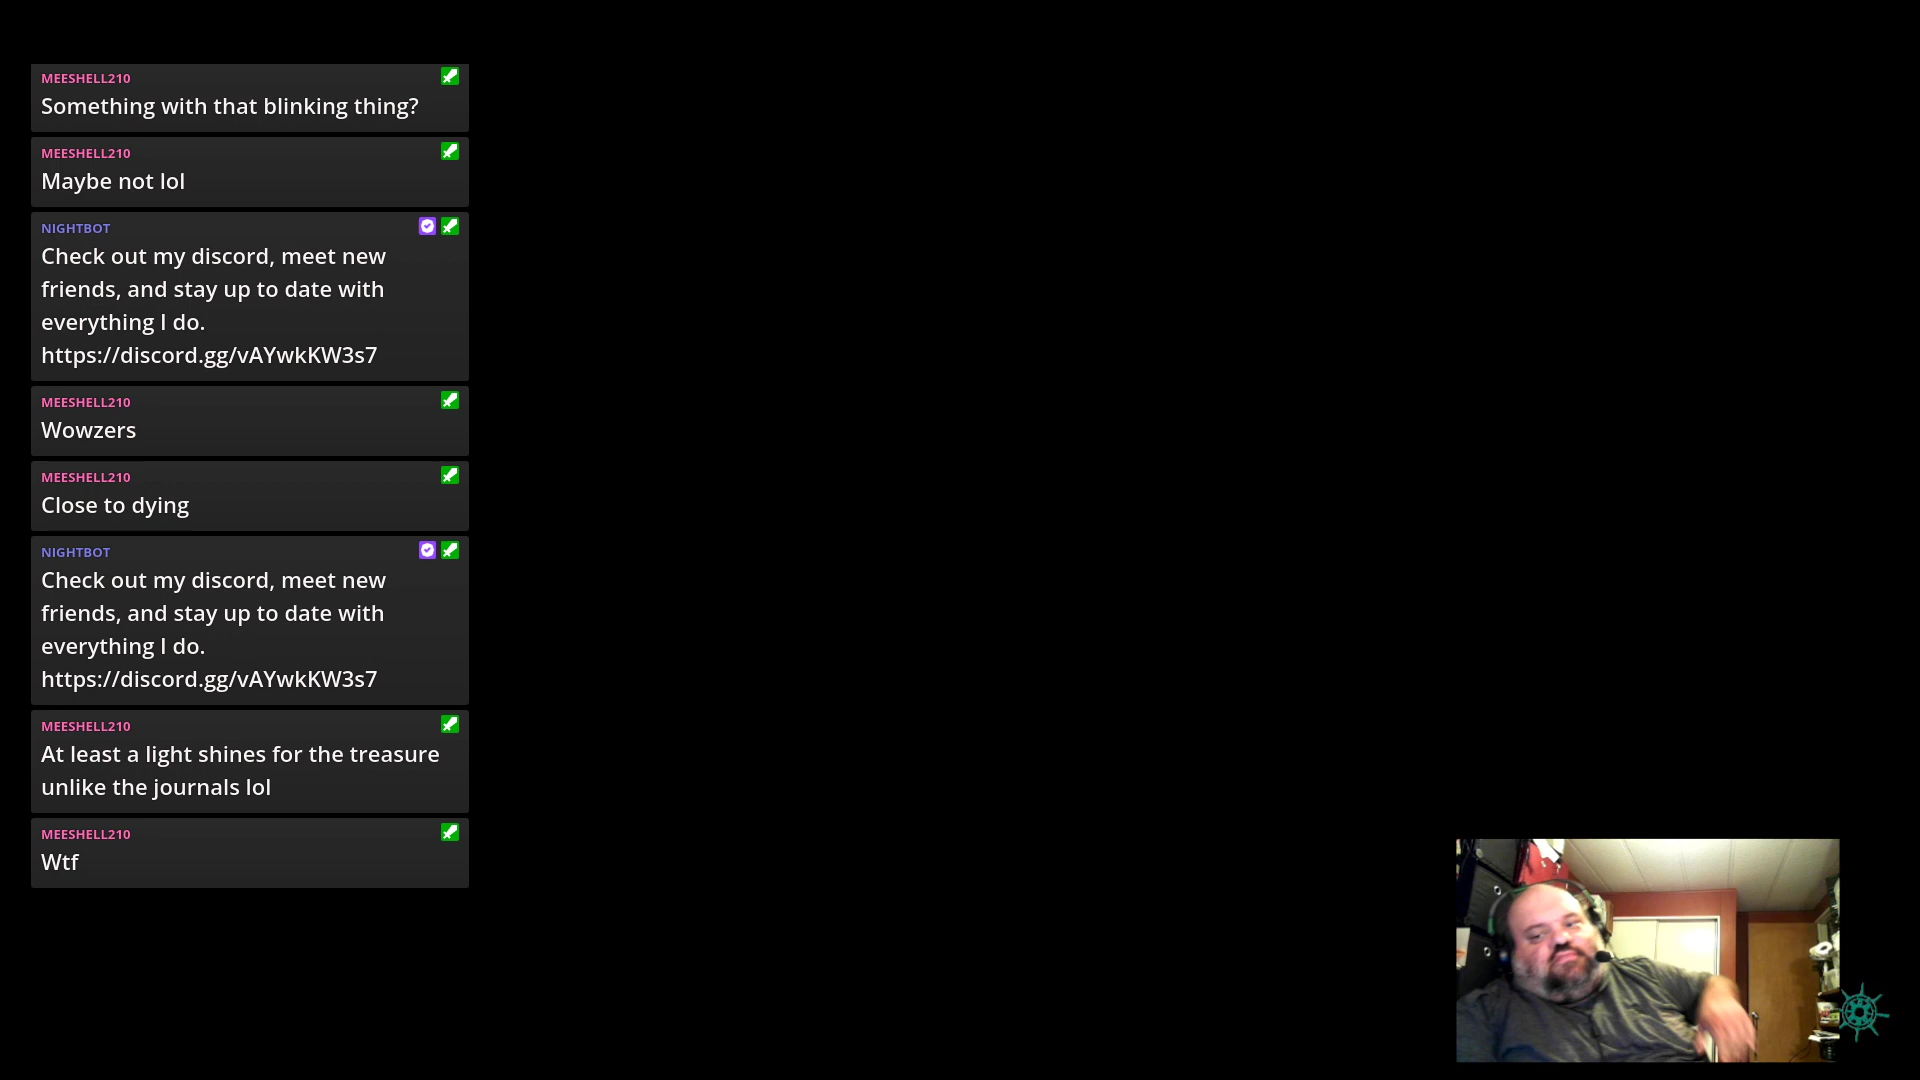 MEESHELL210
Something with that blinking thing?
MEESHELL210
Maybe not lol
NIGHTBOT
Check out my discord, meet new
friends, and stay up to date with
everything I do.
https://discord.gg/vAYwkKW3s7
MEESHELL210
Wowzers
MEESHELL210
Close to dying
NIGHTBOT
Check out my discord, meet new
friends, and stay up to date with
everything I do.
https://discord.gg/vAYwkKW3s7
MEESHELL210
At least a light shines for the treasure
unlike the journals lol
MEESHELL210
Wtf